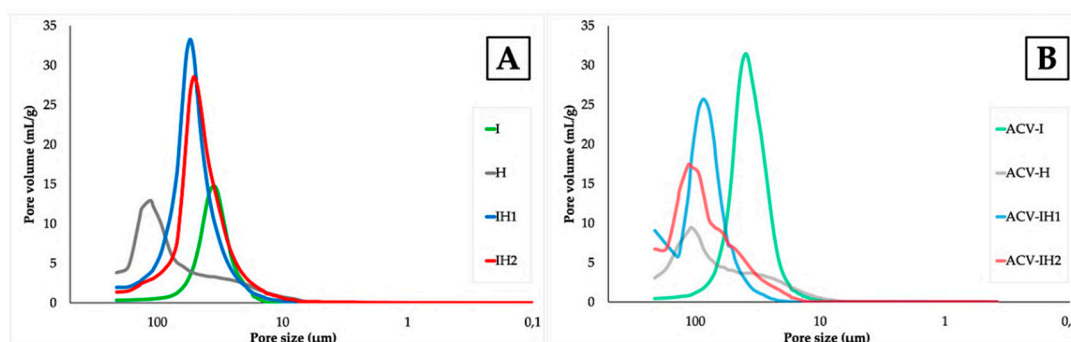 A
35
30
25
20
15
10
5
0
Pore volume (mL/g)
100
10
1
0,1
Pore size (μm)
I
H
IH1
IH2
B
35
30
25
20
15
10
5
0
Pore volume (mL/g)
100
10
1
0,
Pore size (μm)
ACV-I
ACV-H
ACV-IH1
ACV-IH2